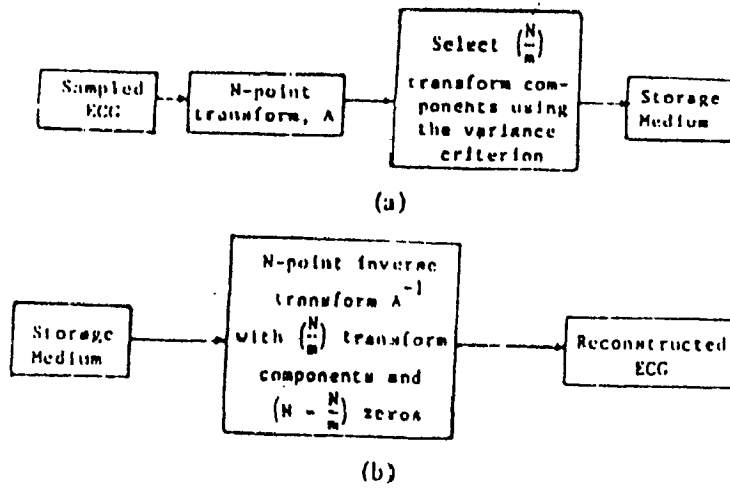 Sampled
ECG
N-point
transform, A
Select (N/m)
transform com-
ponents using
the variance
criterion
Storage
Medium
(a)
Storage
Medium
N-point inverse
transform A^-1
with (N/m) transform
components and
(N - N/m) zeros
Reconstructed
ECG
(b)